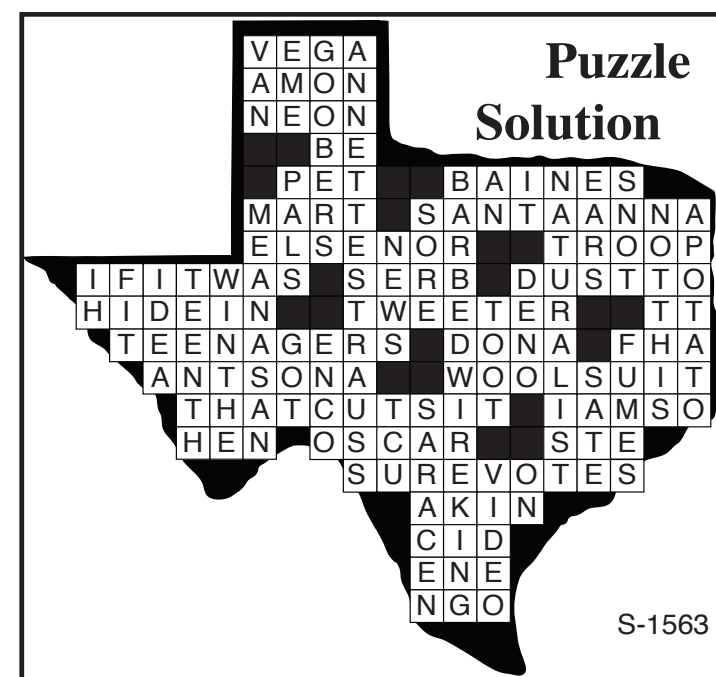 Puzzle
Solution
VEGA
AMON
NEON
BE
PET BAINES
MART SANTAANNA
ELSENOR TROOP
IFITWAS SERB DUSTTO
HIDEIN TWEETER TT
TEENAGERS DONA FHA
ANTSONA WOOLSUIT
THATCUTSIT IAMSO
HEN OSCAR STE
SUREVOTES
AKIN
CID
ENE
NGO
S-1563